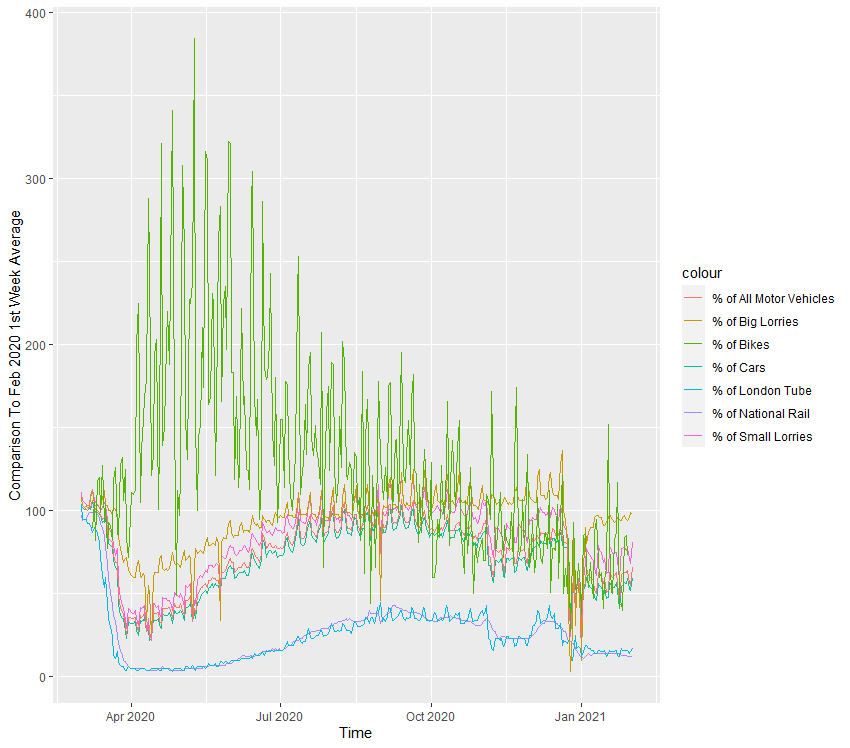 400
300
200
100
0
Comparison To Feb 2020 1st Week Average
Apr 2020
Jul 2020
Oct 2020
Jan 2021
Time
colour
% of All Motor Vehicles
% of Big Lorries
% of Bikes
% of Cars
% of London Tube
% of National Rail
% of Small Lorries